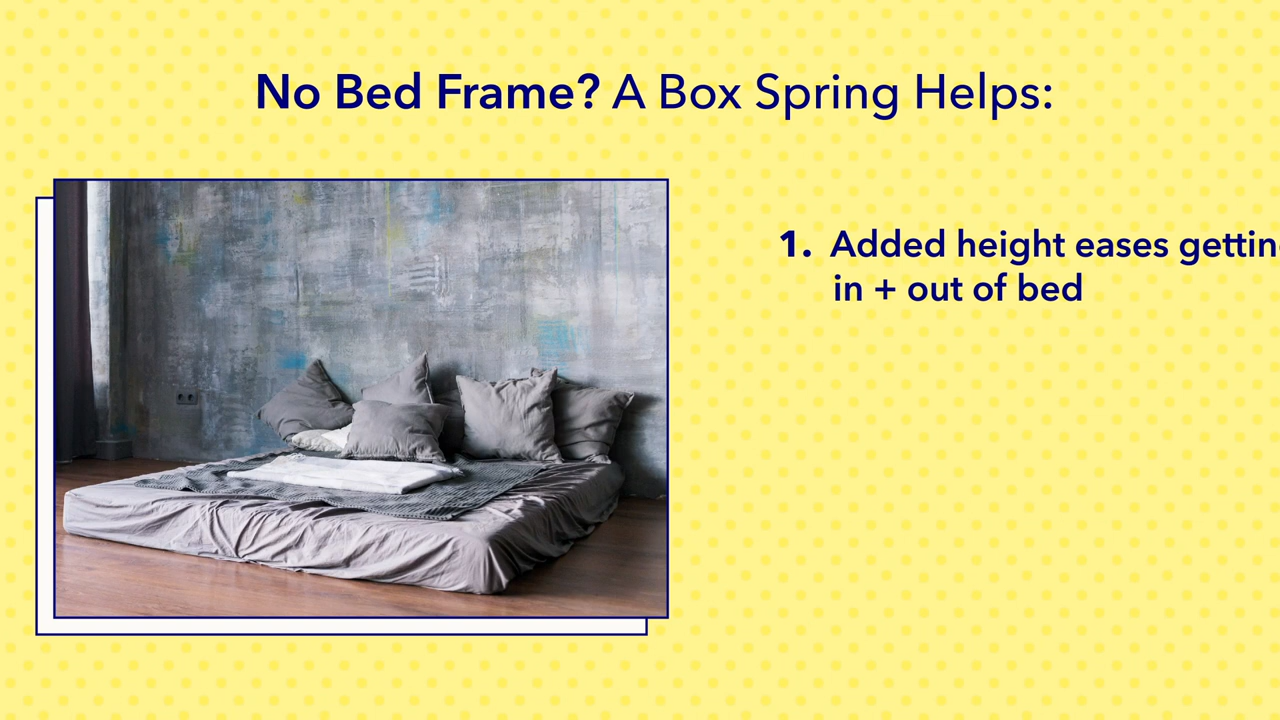 No Bed Frame? A Box Spring Helps:
1. Added height eases gettin
in + out of bed